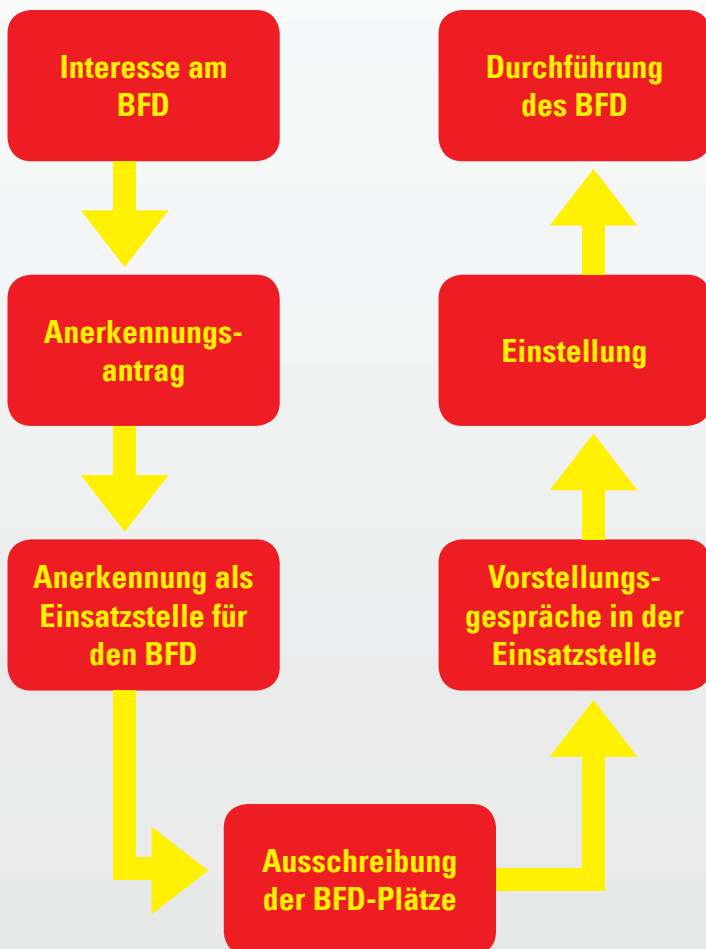 Interesse am
BFD
Anerkennungs-
antrag
Anerkennung als
Einsatzstelle für
den BFD
Ausschreibung
der BFD-Plätze
Vorstellungs-
gespräche in der
Einsatzstelle
Einstellung
Durchführung
des BFD